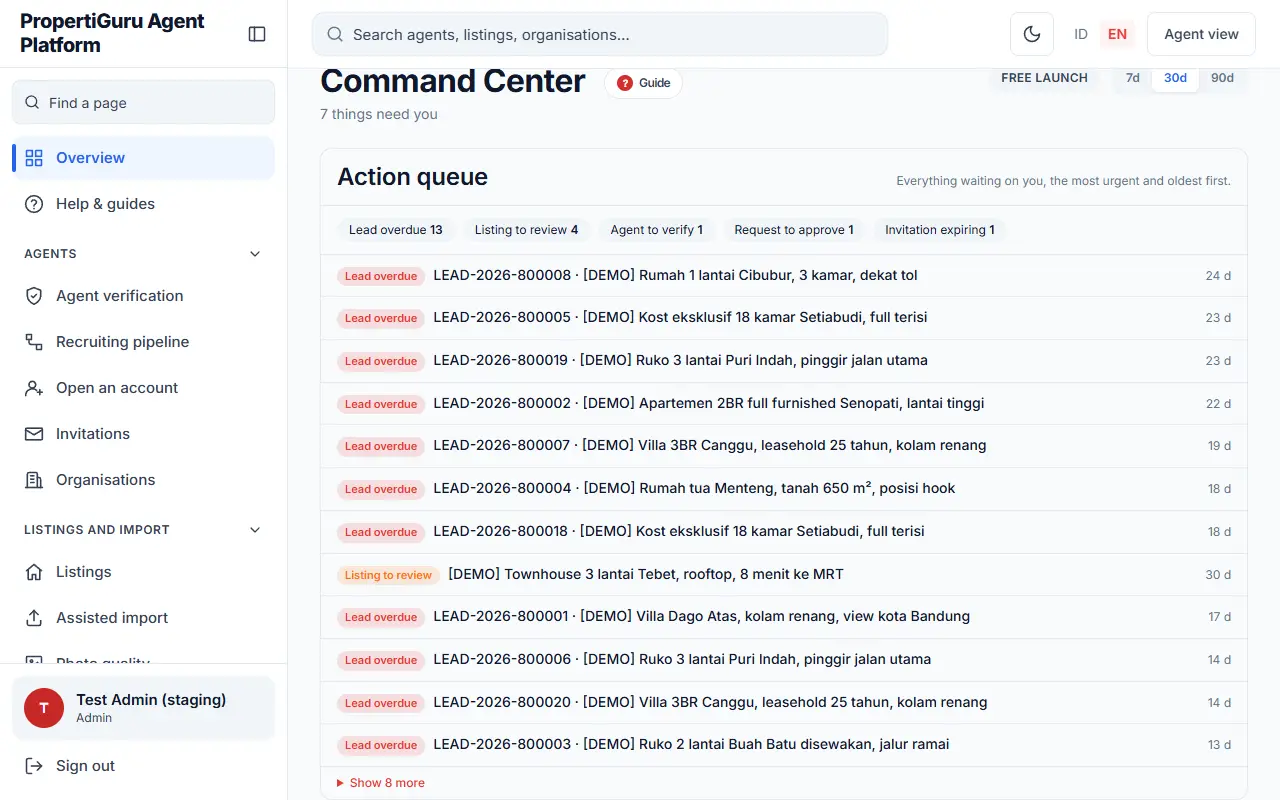 PropertiGuru Agent
Platform
Search agents, listings, organisations...
ID
EN
Agent view
Find a page
Overview
Help & guides
AGENTS
Agent verification
Recruiting pipeline
Open an account
Invitations
Organisations
LISTINGS AND IMPORT
Listings
Assisted import
Photo quality
T
Test Admin (staging)
Admin
Sign out
Command Center
? Guide
FREE LAUNCH
7d
30d
90d
7 things need you
Action queue
Everything waiting on you, the most urgent and oldest first.
Lead overdue 13
Listing to review 4
Agent to verify 1
Request to approve 1
Invitation expiring 1
Lead overdue LEAD-2026-800008 · [DEMO] Rumah 1 lantai Cibubur, 3 kamar, dekat tol 24 d
Lead overdue LEAD-2026-800005 · [DEMO] Kost eksklusif 18 kamar Setiabudi, full terisi 23 d
Lead overdue LEAD-2026-800019 · [DEMO] Ruko 3 lantai Puri Indah, pinggir jalan utama 23 d
Lead overdue LEAD-2026-800002 · [DEMO] Apartemen 2BR full furnished Senopati, lantai tinggi 22 d
Lead overdue LEAD-2026-800007 · [DEMO] Villa 3BR Canggu, leasehold 25 tahun, kolam renang 19 d
Lead overdue LEAD-2026-800004 · [DEMO] Rumah tua Menteng, tanah 650 m², posisi hook 18 d
Lead overdue LEAD-2026-800018 · [DEMO] Kost eksklusif 18 kamar Setiabudi, full terisi 18 d
Listing to review [DEMO] Townhouse 3 lantai Tebet, rooftop, 8 menit ke MRT 30 d
Lead overdue LEAD-2026-800001 · [DEMO] Villa Dago Atas, kolam renang, view kota Bandung 17 d
Lead overdue LEAD-2026-800006 · [DEMO] Ruko 3 lantai Puri Indah, pinggir jalan utama 14 d
Lead overdue LEAD-2026-800020 · [DEMO] Villa 3BR Canggu, leasehold 25 tahun, kolam renang 14 d
Lead overdue LEAD-2026-800003 · [DEMO] Ruko 2 lantai Buah Batu disewakan, jalur ramai 13 d
Show 8 more